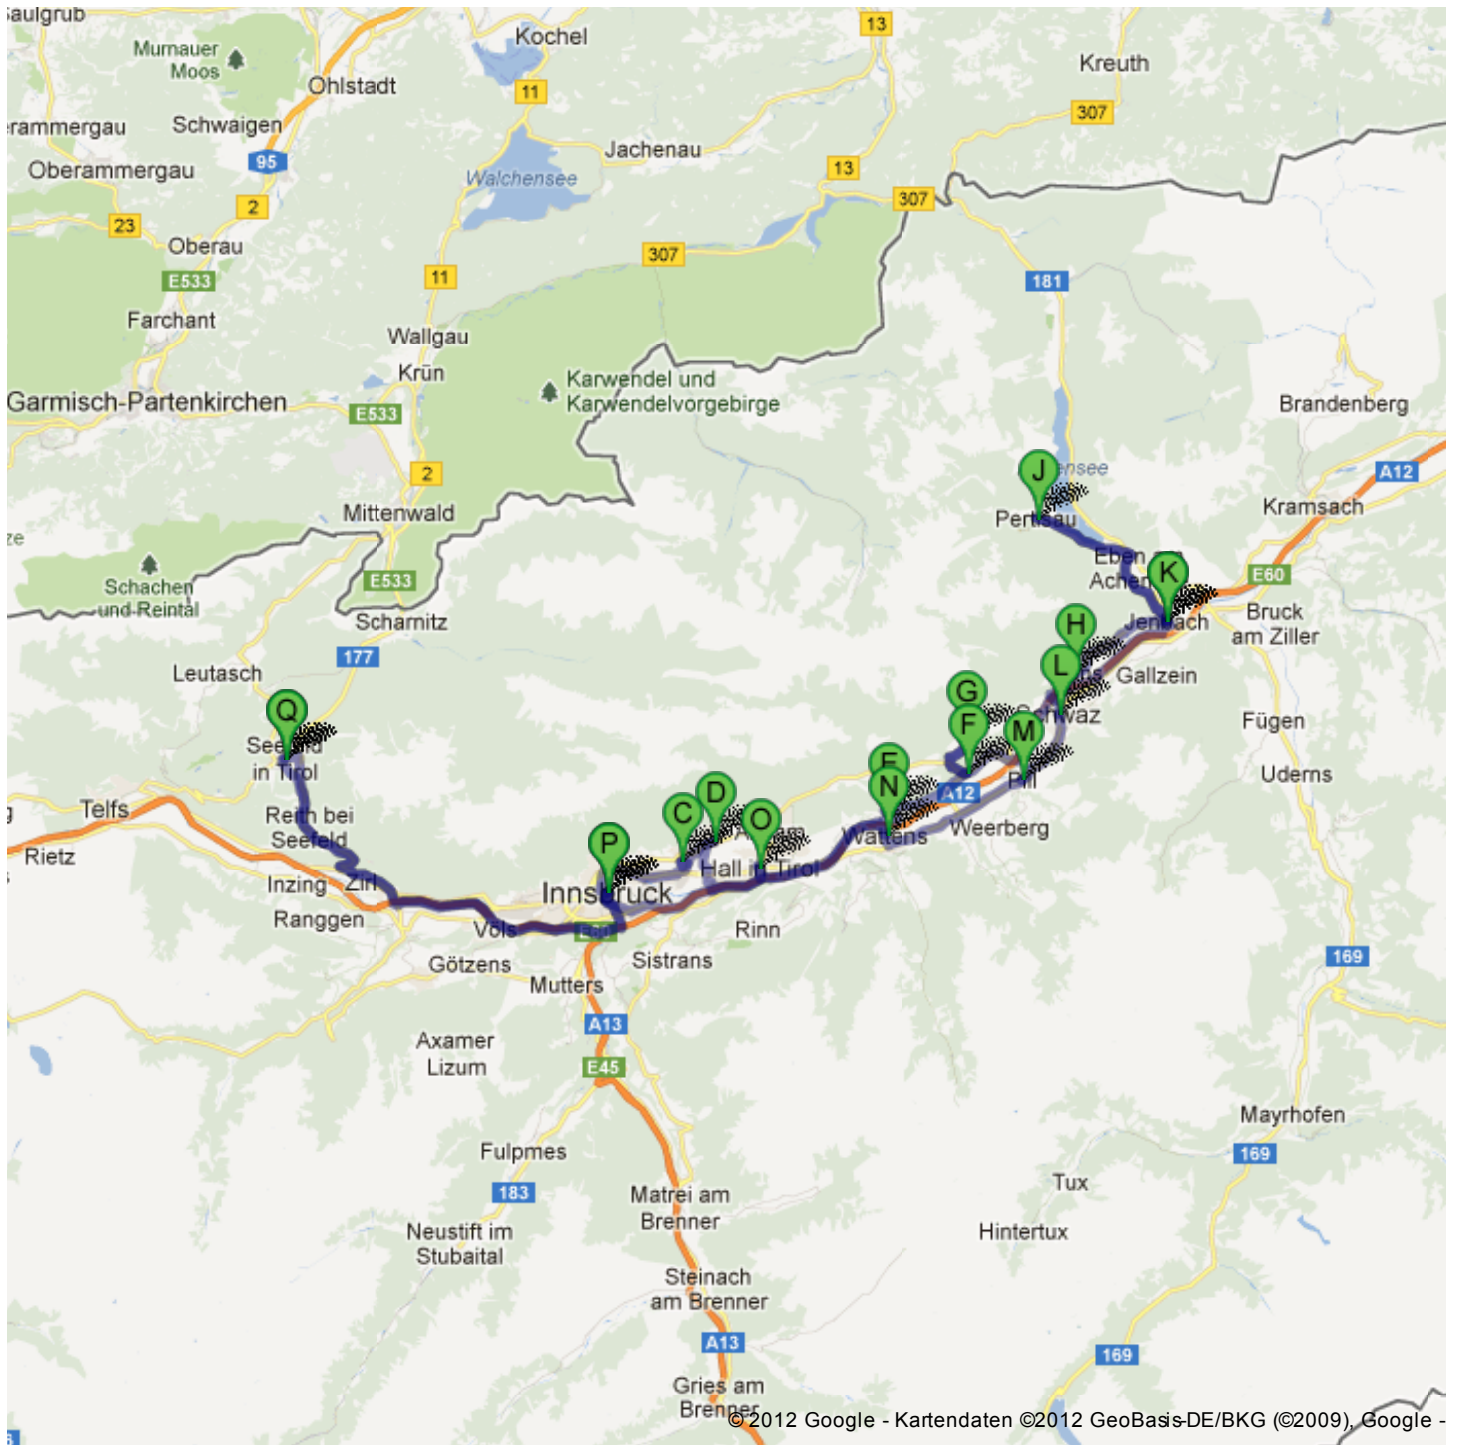 Saulgrub
Kochel
13
Murnauer
Moos
Kreuth
Ohlstadt
11
307
erammergau
Schwaigen
Jachenau
95
13
Oberammergau
Walchensee
307
2
23
Oberau
307
E533
11
181
Farchant
Wallgau
Krün
Karwendel und
Karwendelvorgebirge
Garmisch-Partenkirchen
E533
Brandenberg
2
J
A12
Mittenwald
Pertisau
Kramsach
Schachen
und Reintal
E533
Eben am
Achen
K
E60
Scharnitz
H
Jenbach
Bruck
am Ziller
177
L
Leutasch
Gallzein
G
Q
F
Schwaz
M
Fügen
Seefeld
in Tirol
E
N
Pill
Uderns
A12
Telfs
D
C
O
Reith bei
Seefeld
P
Wattens
Weerberg
Rietz
Hall in Tirol
Inzing
Zirl
Innsbruck
Ranggen
Völs
Rinn
Götzens
Sistrans
169
Mutters
A13
Axamer
Lizum
E45
Mayrhofen
Fulpmes
169
183
Tux
Matrei am
Brenner
Neustift im
Stubaital
Hintertux
Steinach
am Brenner
A13
169
Gries am
Brenner
© 2012 Google - Kartendaten ©2012 GeoBasis-DE/BKG (©2009), Google -